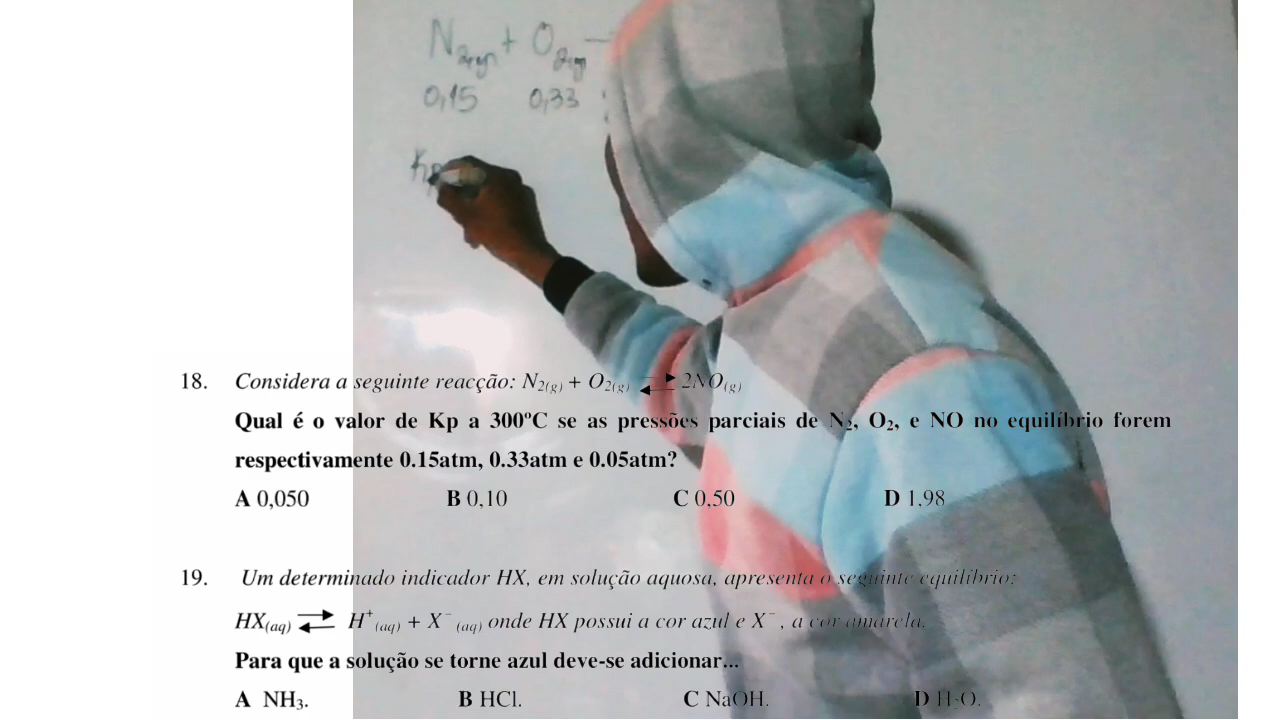 N2(g) + O2(g)
0,15 0,33
Kp
18. Considera a seguinte reacção: N2(g) + O2(g) ⇌ 2NO(g)
Qual é o valor de Kp a 300ºC se as pressões parciais de N2, O2, e NO no equilíbrio forem
respectivamente 0.15atm, 0.33atm e 0.05atm?
A 0,050 B 0,10 C 0,50 D 1,98
19. Um determinado indicador HX, em solução aquosa, apresenta o seguinte equilíbrio:
HX(aq) ⇌ H⁺(aq) + X⁻(aq) onde HX possui a cor azul e X⁻, a cor amarela.
Para que a solução se torne azul deve-se adicionar...
A NH3. B HCl. C NaOH. D H2O.